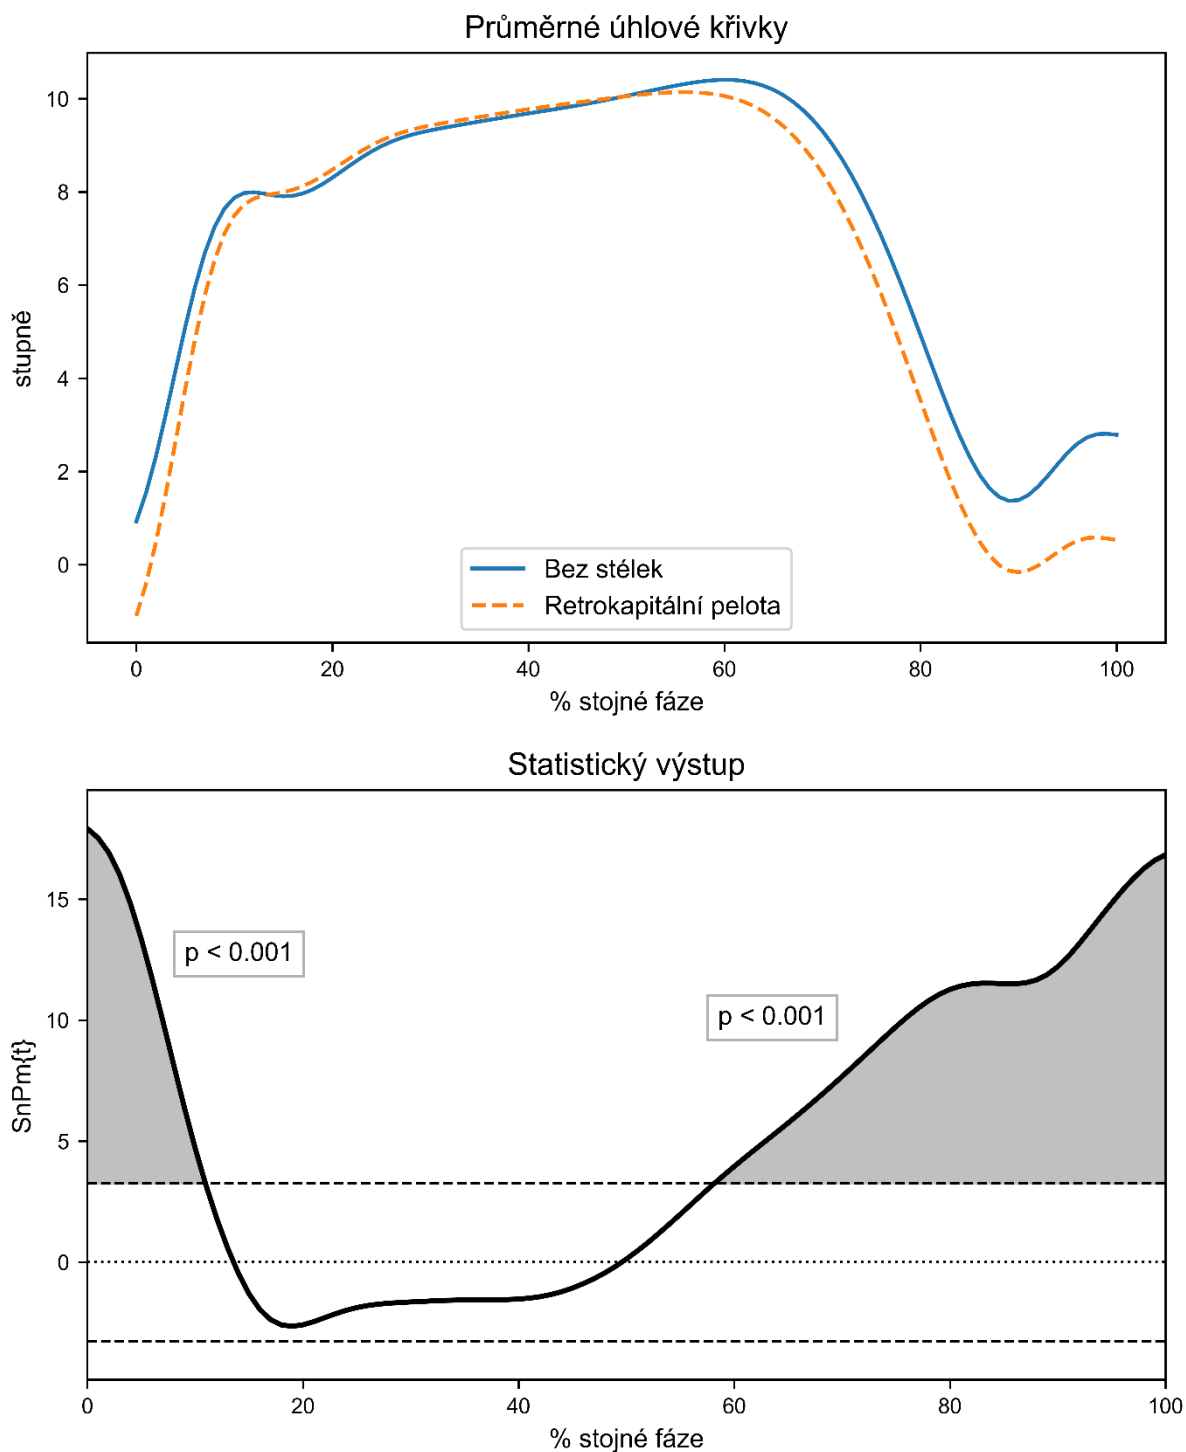 Průměrné úhlové křivky
10
8
6
4
2
0
stupně
Bez stélek
Retrokapitální pelota
0 20 40 60 80 100
% stojné fáze
Statistický výstup
15
10
5
0
SnPm{t}
p < 0.001
p < 0.001
0 20 40 60 80 100
% stojné fáze